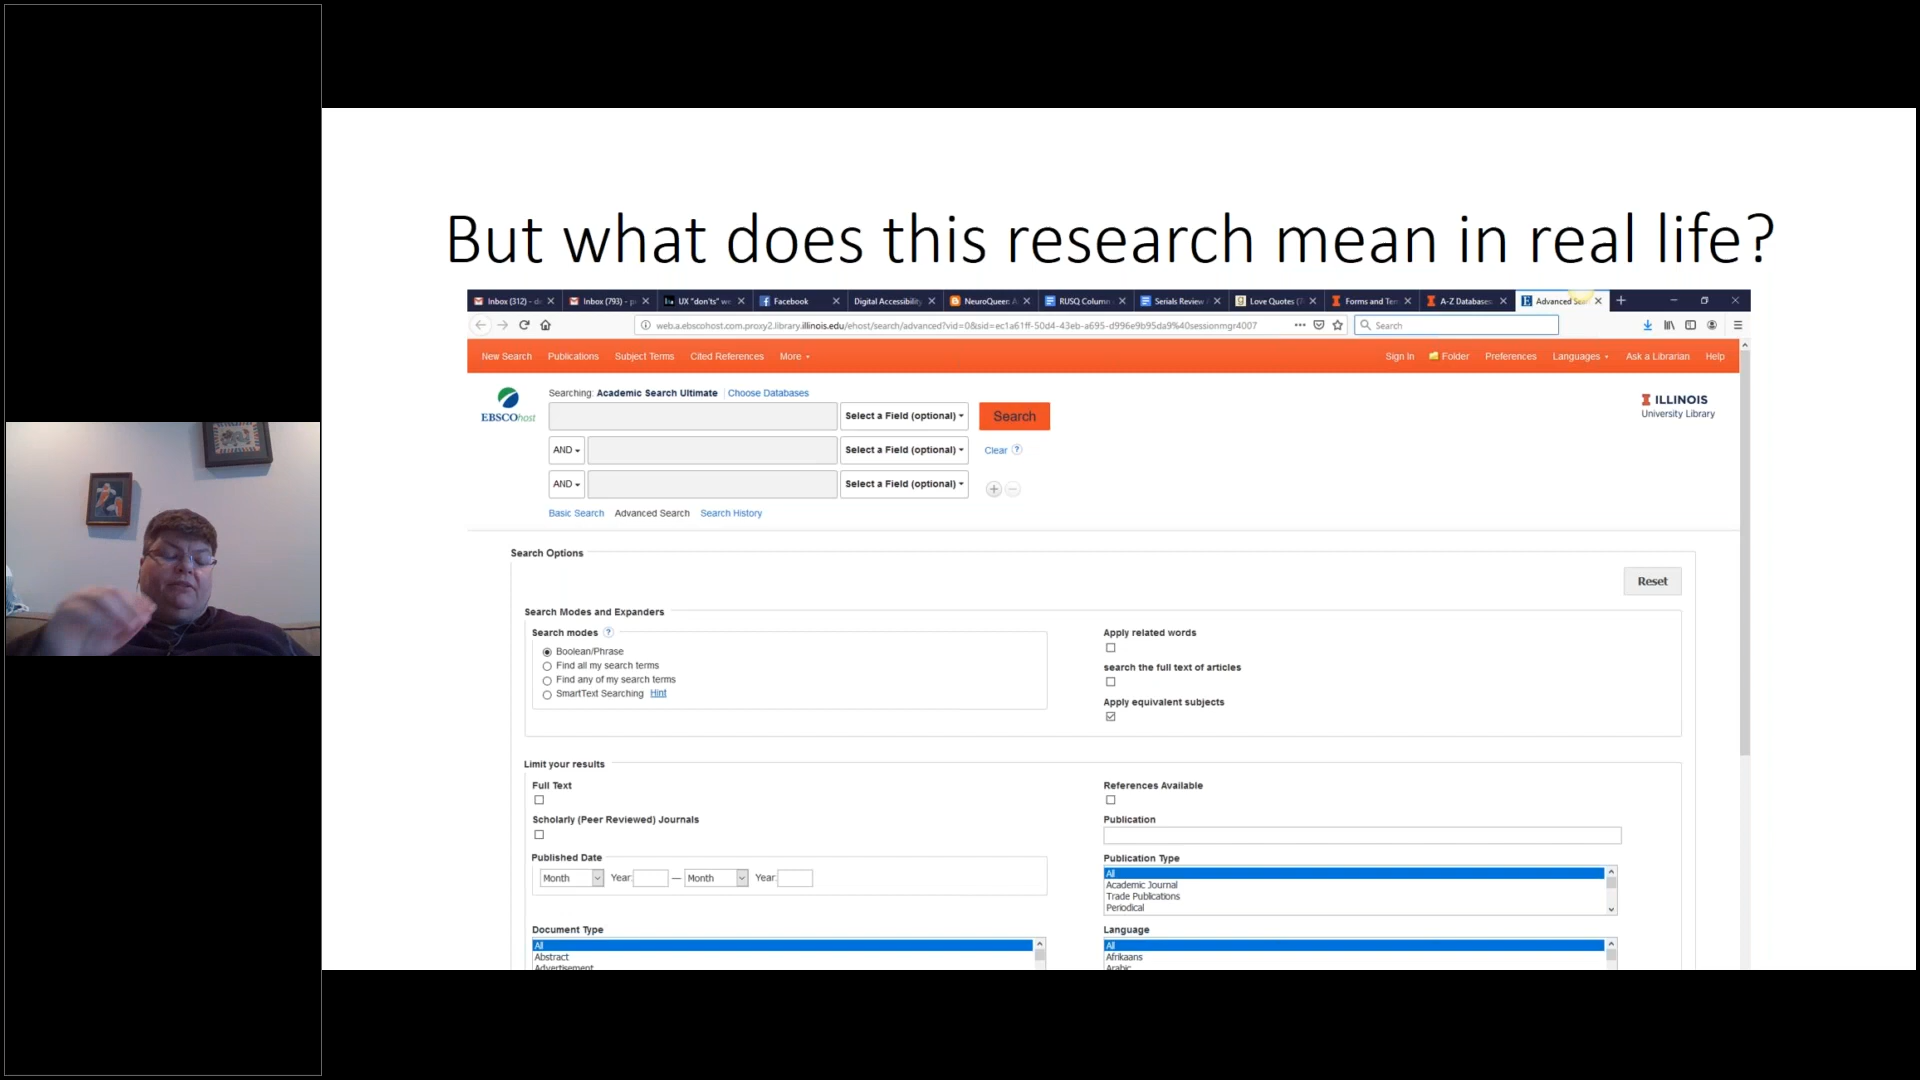 But what does this research mean in real life?
Inbox (312) - d
Inbox (793) - p
UX "don'ts" we
Facebook
Digital Accessibility
NeuroQueer
RUSQ Column
Serials Review
Love Quotes (
Forms and Tem
A-Z Databases
Advanced Sea
web.a.ebscohost.com.proxy2.library.illinois.edu/ehost/search/advanced?vid=0&sid=ec1a61ff-50d4-43eb-a695-d996e9b95da9%40sessionmgr4007
Search
New Search Publications Subject Terms Cited References More
Sign In Folder Preferences Languages Ask a Librarian Help
EBSCOhost
Searching: Academic Search Ultimate Choose Databases
Select a Field (optional) Search
AND Select a Field (optional) Clear ?
AND Select a Field (optional)
Basic Search Advanced Search Search History
ILLINOIS
University Library
Search Options
Reset
Search Modes and Expanders
Search modes ?
Boolean/Phrase
Find all my search terms
Find any of my search terms
SmartText Searching Hint
Apply related words
search the full text of articles
Apply equivalent subjects
Limit your results
Full Text
Scholarly (Peer Reviewed) Journals
Published Date
Month Year: — Month Year:
Document Type
All
Abstract
Advertisement
References Available
Publication
Publication Type
All
Academic Journal
Trade Publications
Periodical
Language
All
Afrikaans
Arabic